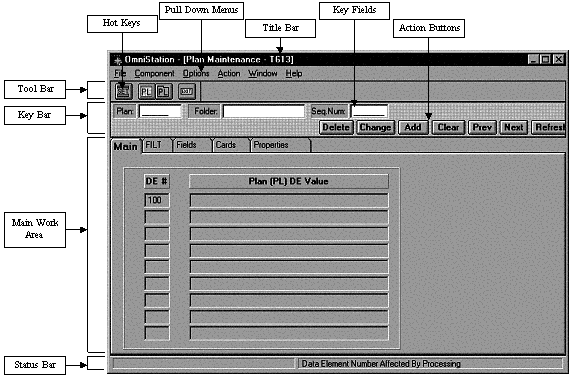 Hot Keys
Pull Down Menus
Title Bar
Key Fields
Action Buttons
OmniStation - [Plan Maintenance - T613]
File Component Options Action Window Help
Tool Bar
PL PL EXIT
Key Bar
Plan: Folder: Seq.Num:
Delete Change Add Clear Prev Next Refresh
Main FILT Fields Cards Properties
DE # Plan (PL) DE Value
100
Main Work
Area
Status Bar
Data Element Number Affected By Processing